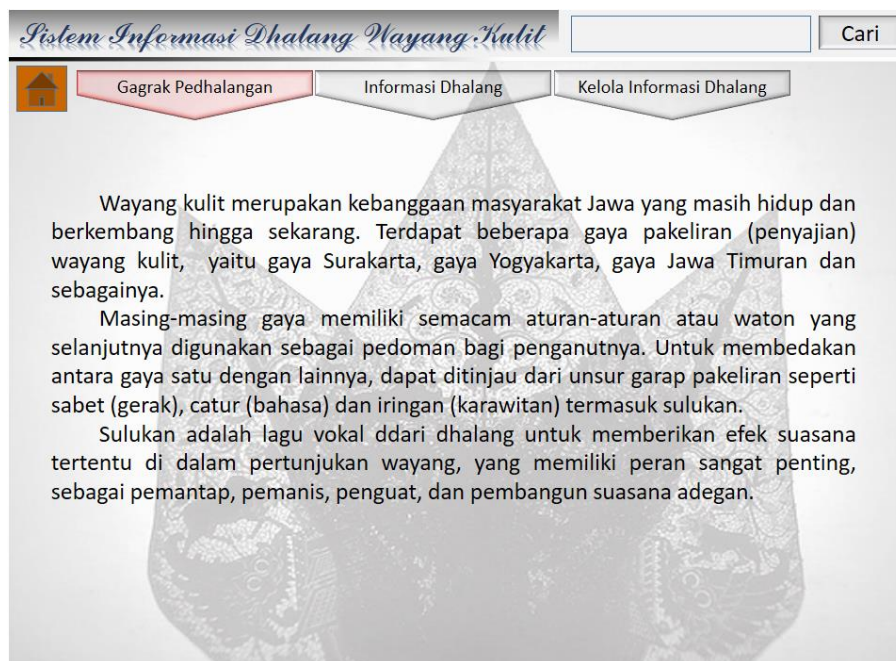 Sistem Informasi Dhalang Wayang Kulit
Cari
Gagrak Pedhalangan
Informasi Dhalang
Kelola Informasi Dhalang
Wayang kulit merupakan kebanggaan masyarakat Jawa yang masih hidup dan
berkembang hingga sekarang. Terdapat beberapa gaya pakeliran (penyajian)
wayang kulit, yaitu gaya Surakarta, gaya Yogyakarta, gaya Jawa Timuran dan
sebagainya.
Masing-masing gaya memiliki semacam aturan-aturan atau waton yang
selanjutnya digunakan sebagai pedoman bagi penganutnya. Untuk membedakan
antara gaya satu dengan lainnya, dapat ditinjau dari unsur garap pakeliran seperti
sabet (gerak), catur (bahasa) dan iringan (karawitan) termasuk sulukan.
Sulukan adalah lagu vokal ddari dhalang untuk memberikan efek suasana
tertentu di dalam pertunjukan wayang, yang memiliki peran sangat penting,
sebagai pemantap, pemanis, penguat, dan pembangun suasana adegan.